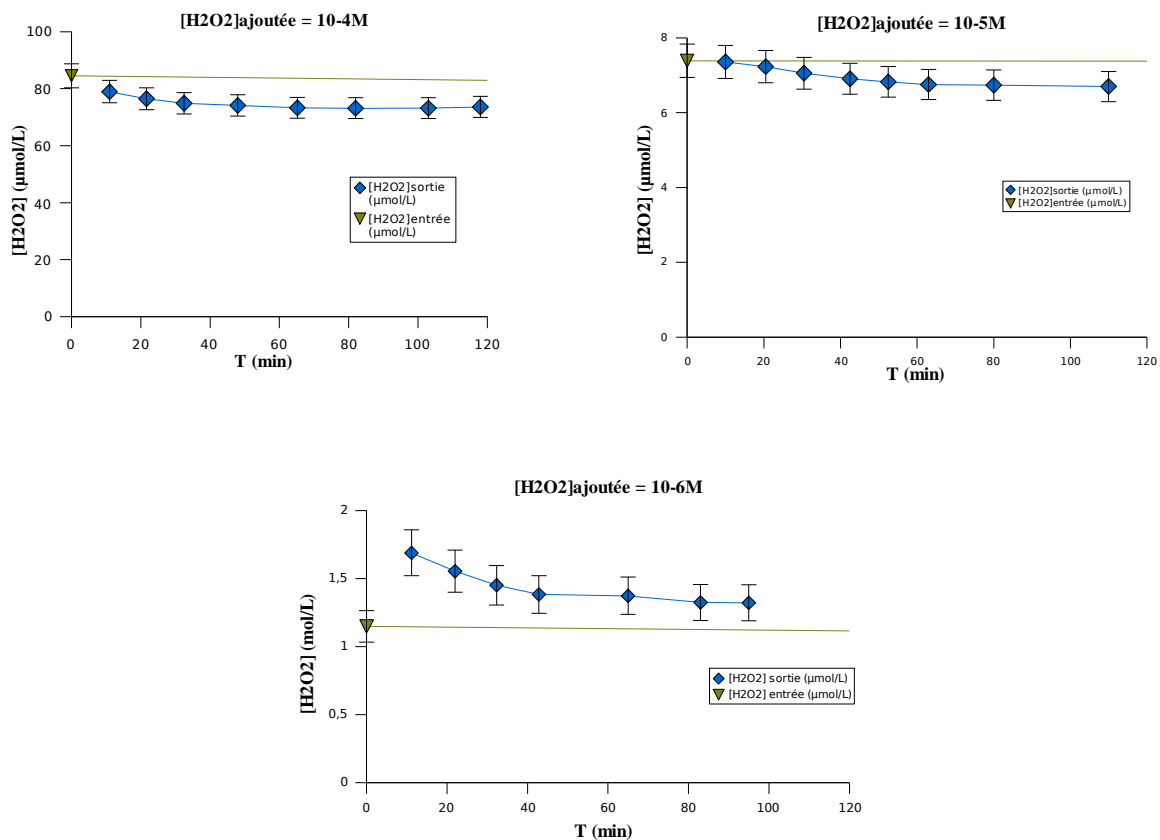 [H2O2]ajoutée = 10-4M
100
80
60
40
20
0
[H2O2] (µmol/L)
[H2O2]sortie
(µmol/L)
[H2O2]entrée
(µmol/L)
0 20 40 60 80 100 120
T (min)
[H2O2]ajoutée = 10-5M
8
6
4
2
0
[H2O2] (µmol/L)
[H2O2]sortie (µmol/L)
[H2O2]entrée (µmol/L)
0 20 40 60 80 100 120
T (min)
[H2O2]ajoutée = 10-6M
2
1,5
1
0,5
0
[H2O2] (mol/L)
[H2O2] sortie (µmol/L)
[H2O2] entrée (µmol/L)
0 20 40 60 80 100 120
T (min)